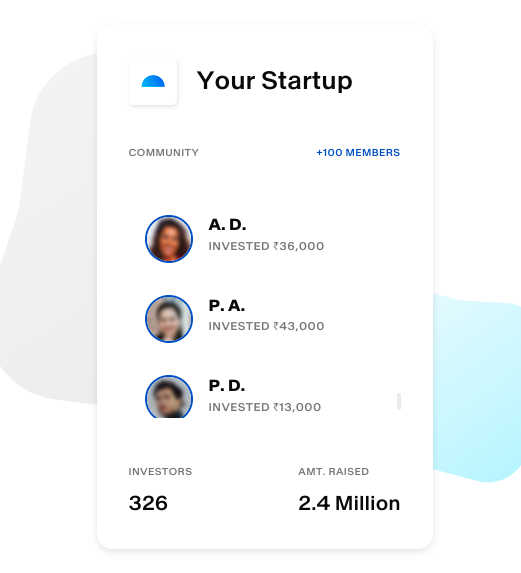 Your Startup
COMMUNITY
+100 MEMBERS
A. D.
INVESTED ₹36,000
P. A.
INVESTED ₹43,000
P. D.
INVESTED ₹13,000
INVESTORS
AMT. RAISED
326
2.4 Million